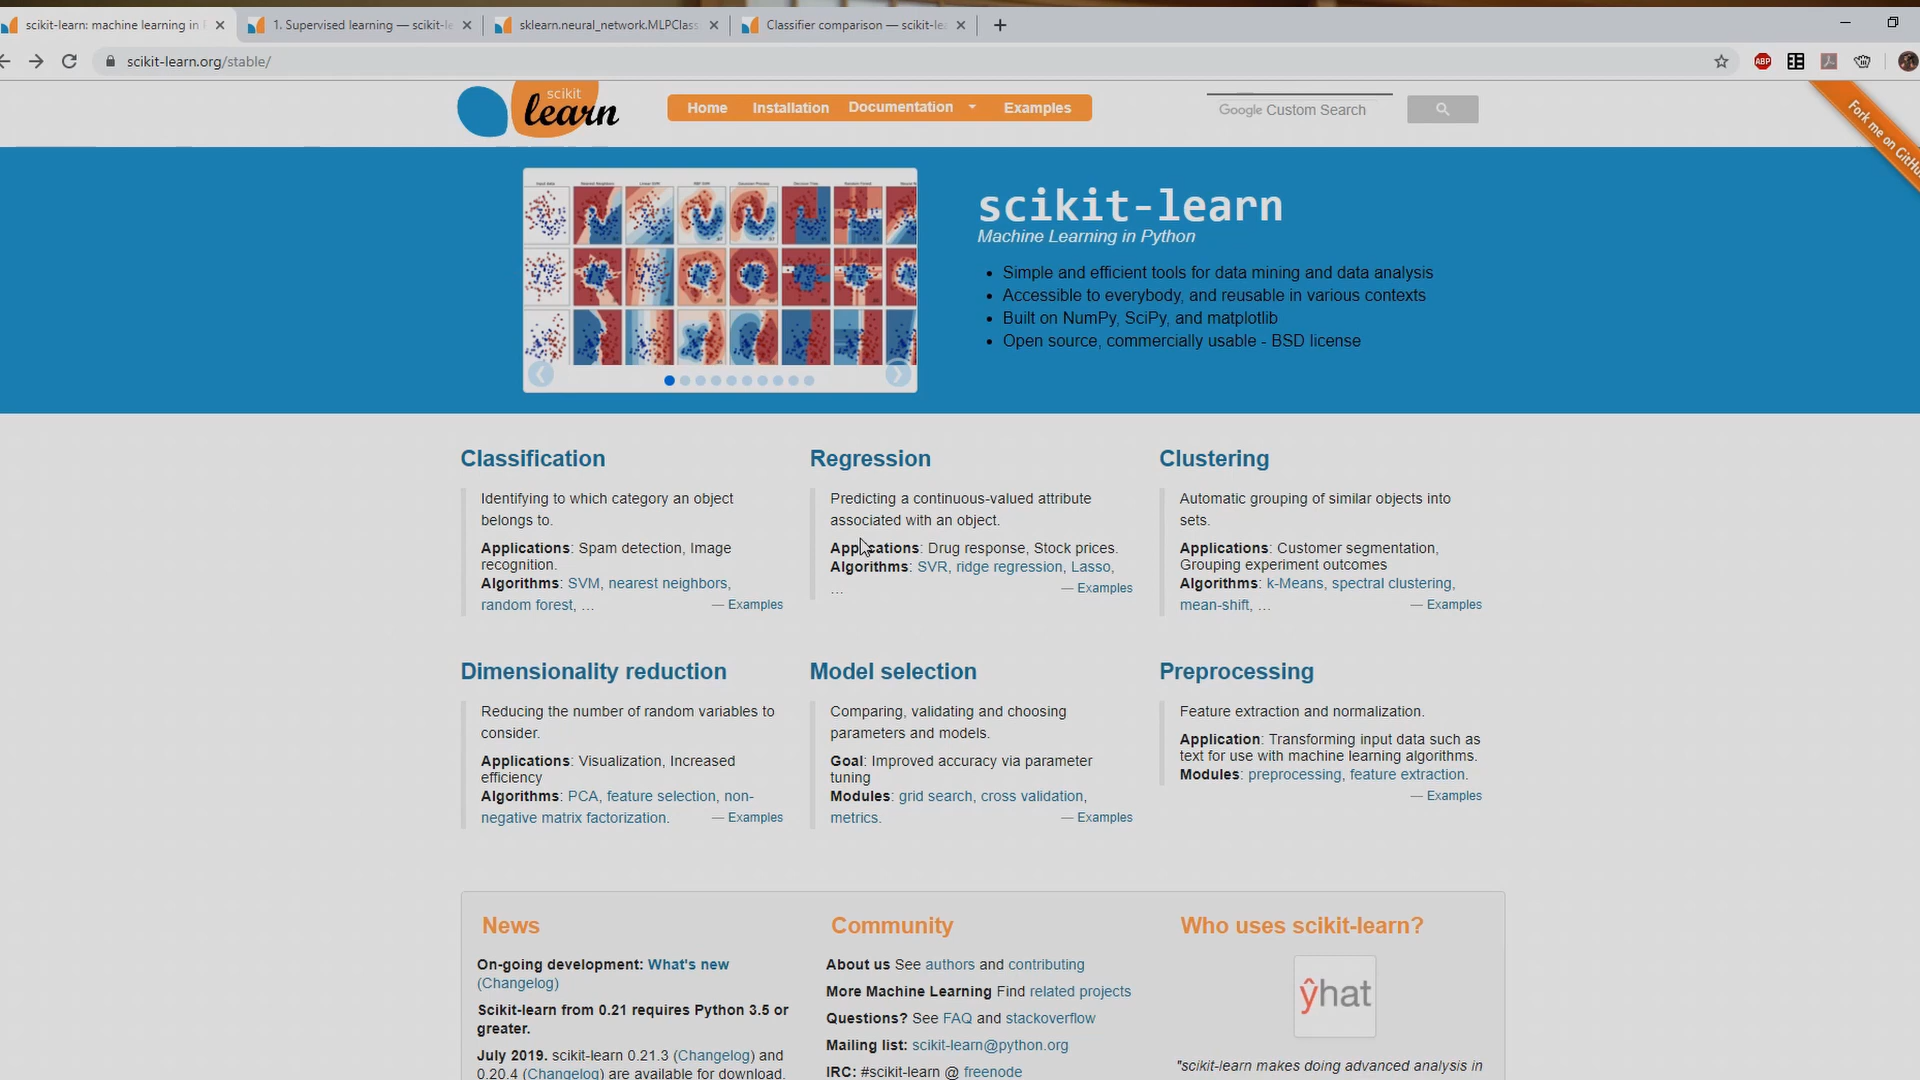 scikit-learn: machine learning in
1. Supervised learning — scikit-le
sklearn.neural_network.MLPClass
Classifier comparison — scikit-lea
scikit-learn.org/stable/
ABP
scikit
learn
Home Installation Documentation Examples
Google Custom Search
Fork me on GitHu
scikit-learn
Machine Learning in Python
• Simple and efficient tools for data mining and data analysis
• Accessible to everybody, and reusable in various contexts
• Built on NumPy, SciPy, and matplotlib
• Open source, commercially usable - BSD license
Classification
Identifying to which category an object
belongs to.
Applications: Spam detection, Image
recognition.
Algorithms: SVM, nearest neighbors,
random forest, … — Examples
Regression
Predicting a continuous-valued attribute
associated with an object.
Applications: Drug response, Stock prices.
Algorithms: SVR, ridge regression, Lasso,
… — Examples
Clustering
Automatic grouping of similar objects into
sets.
Applications: Customer segmentation,
Grouping experiment outcomes
Algorithms: k-Means, spectral clustering,
mean-shift, … — Examples
Dimensionality reduction
Reducing the number of random variables to
consider.
Applications: Visualization, Increased
efficiency
Algorithms: PCA, feature selection, non-
negative matrix factorization. — Examples
Model selection
Comparing, validating and choosing
parameters and models.
Goal: Improved accuracy via parameter
tuning
Modules: grid search, cross validation,
metrics. — Examples
Preprocessing
Feature extraction and normalization.
Application: Transforming input data such as
text for use with machine learning algorithms.
Modules: preprocessing, feature extraction.
— Examples
News
On-going development: What's new
(Changelog)
Scikit-learn from 0.21 requires Python 3.5 or
greater.
July 2019. scikit-learn 0.21.3 (Changelog) and
0.20.4 (Changelog) are available for download.
Community
About us See authors and contributing
More Machine Learning Find related projects
Questions? See FAQ and stackoverflow
Mailing list: scikit-learn@python.org
IRC: #scikit-learn @ freenode
Who uses scikit-learn?
ŷhat
"scikit-learn makes doing advanced analysis in